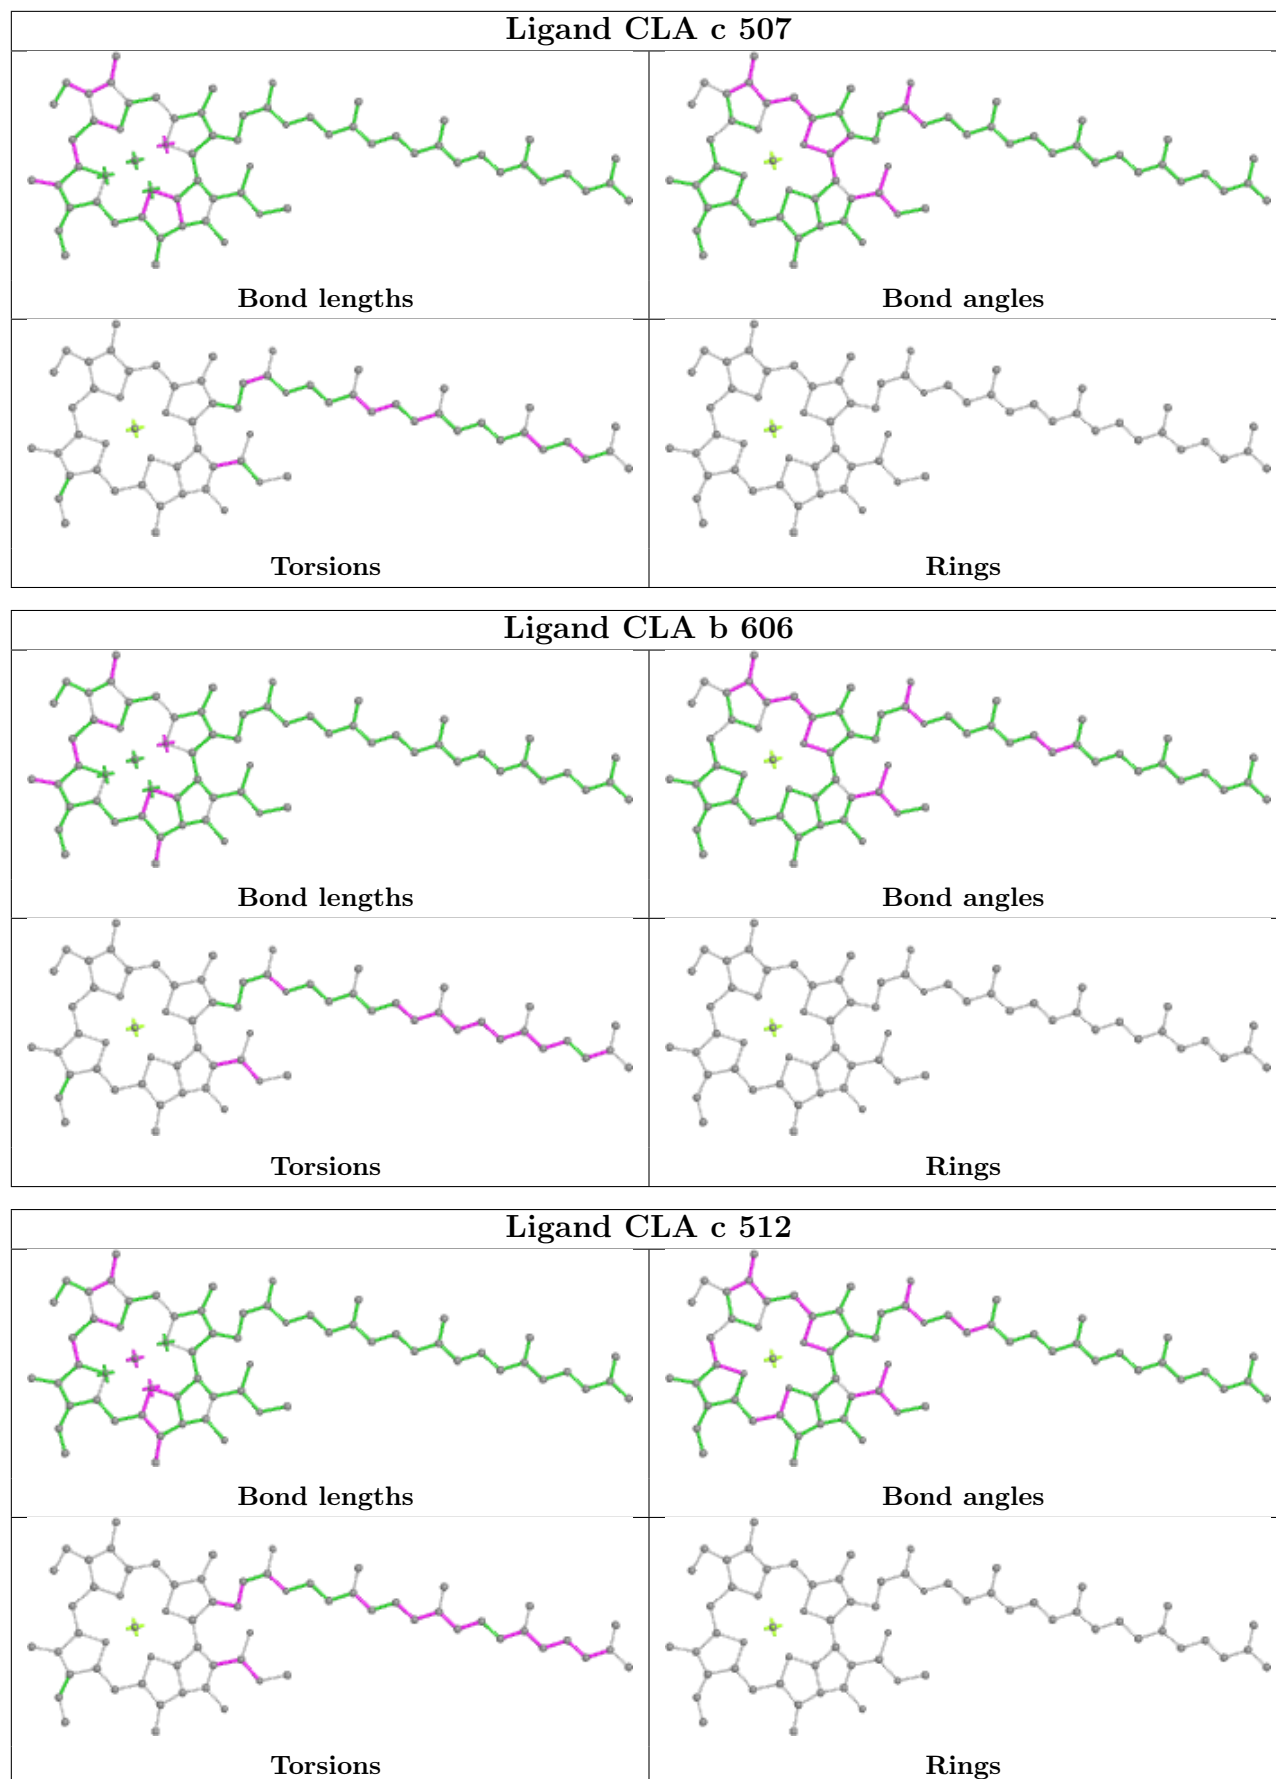 Ligand CLA c 507
Bond lengths
Bond angles
Torsions
Rings
Ligand CLA b 606
Bond lengths
Bond angles
Torsions
Rings
Ligand CLA c 512
Bond lengths
Bond angles
Torsions
Rings